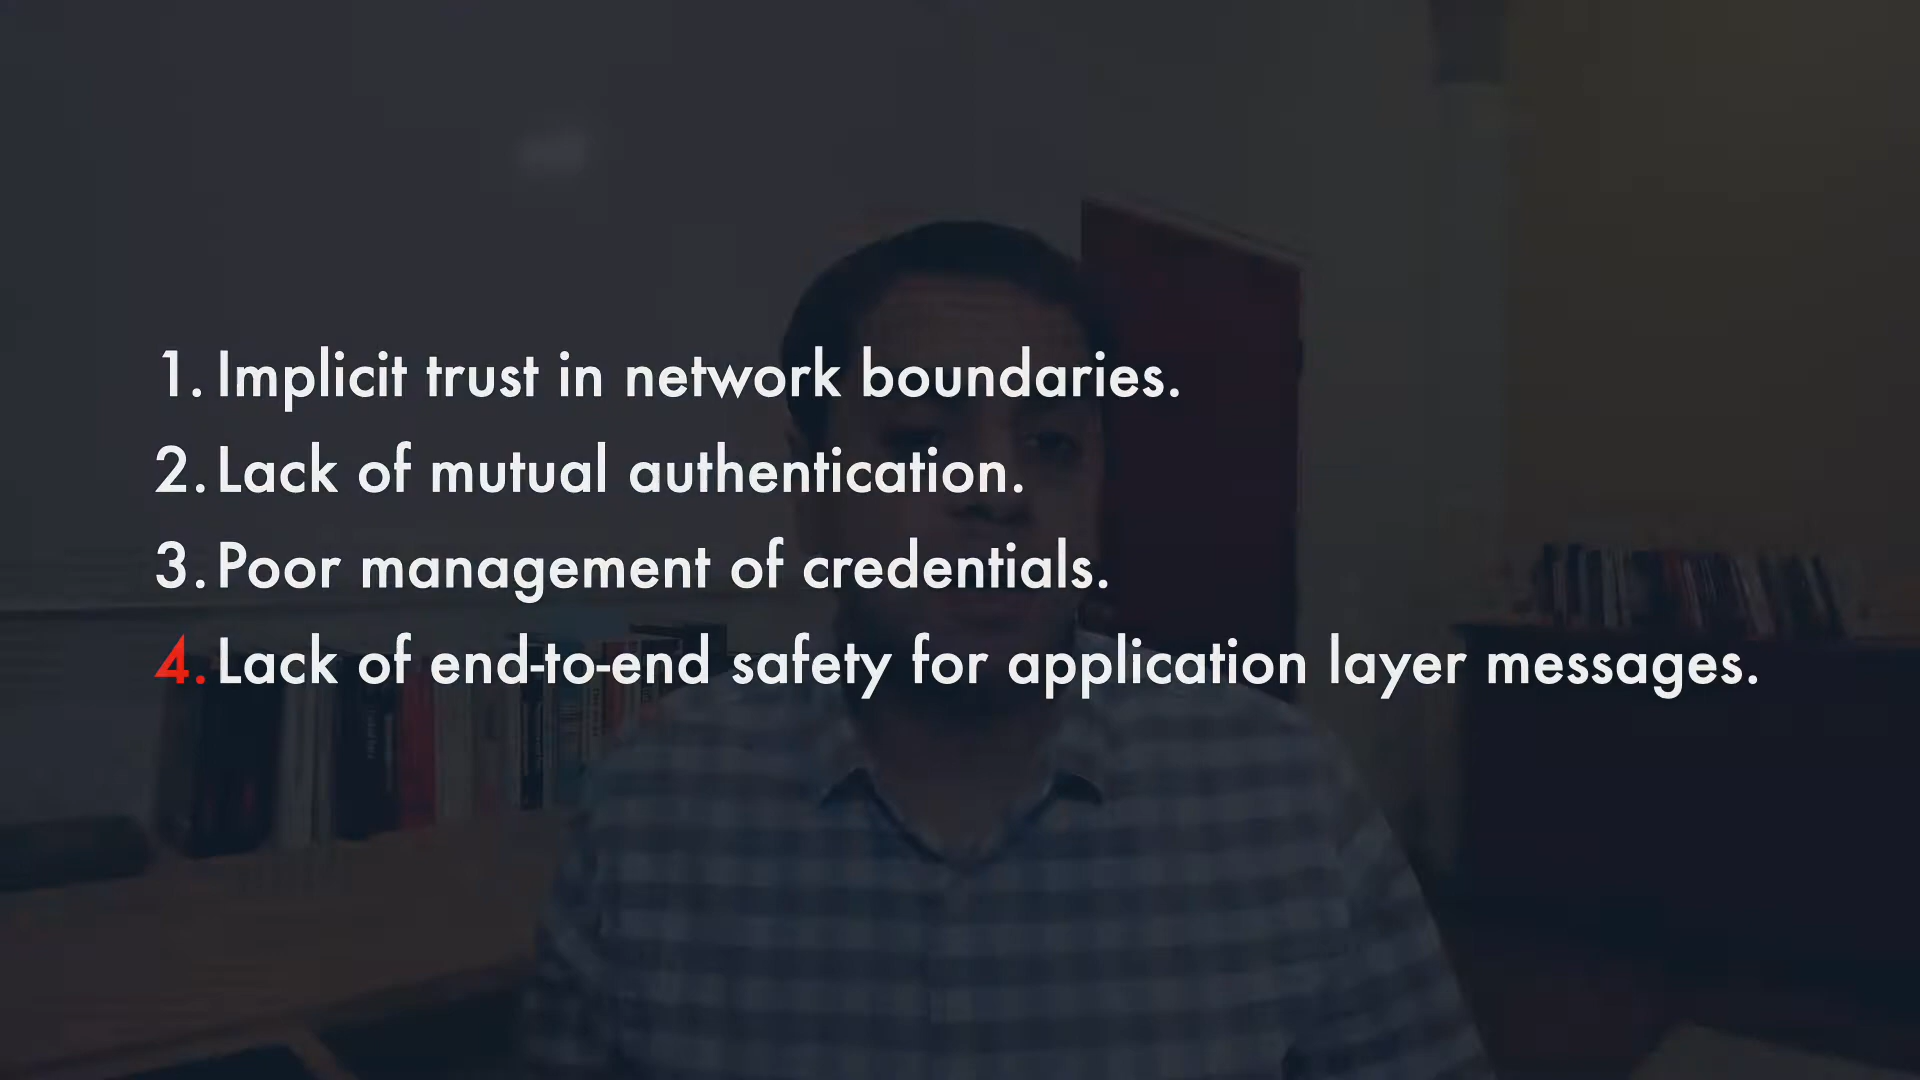 1. Implicit trust in network boundaries.
2. Lack of mutual authentication.
3. Poor management of credentials.
4. Lack of end-to-end safety for application layer messages.